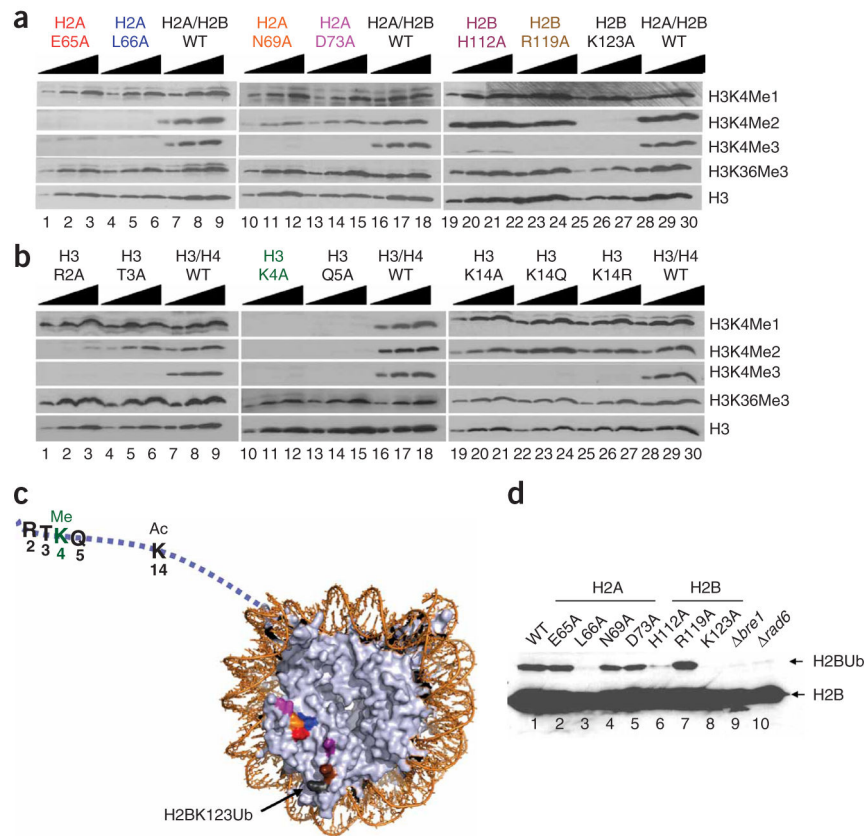 a
H2A H2A H2A/H2B H2A H2A H2A/H2B H2B H2B H2B H2A/H2B
E65A L66A WT N69A D73A WT H112A R119A K123A WT
H3K4Me1
H3K4Me2
H3K4Me3
H3K36Me3
H3
1 2 3 4 5 6 7 8 9 10 11 12 13 14 15 16 17 18 19 20 21 22 23 24 25 26 27 28 29 30
b
H3 H3 H3/H4 H3 H3 H3/H4 H3 H3 H3 H3/H4
R2A T3A WT K4A Q5A WT K14A K14Q K14R WT
H3K4Me1
H3K4Me2
H3K4Me3
H3K36Me3
H3
1 2 3 4 5 6 7 8 9 10 11 12 13 14 15 16 17 18 19 20 21 22 23 24 25 26 27 28 29 30
c
Me Ac
R T K Q K
2 3 4 5 14
H2BK123Ub
d
H2A H2B
WT E65A L66A N69A D73A H112A R119A K123A Δbre1 Δrad6
H2BUb
H2B
1 2 3 4 5 6 7 8 9 10